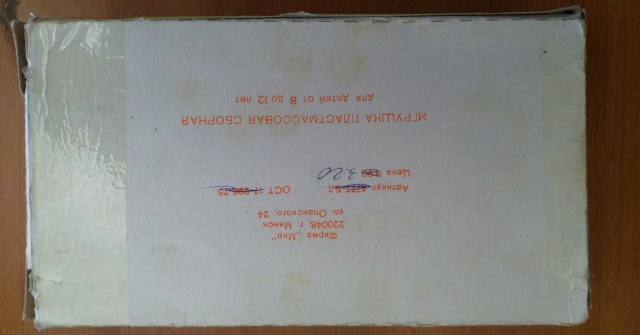 Фирма „Мир"
220048, г. Минск
ул. Опанского, 24
Артикул БЛ ОСТ
Цена 3.20
ИГРУШКА ПЛАСТМАССОВАЯ СБОРНАЯ
для детей от 8 до 12 лет